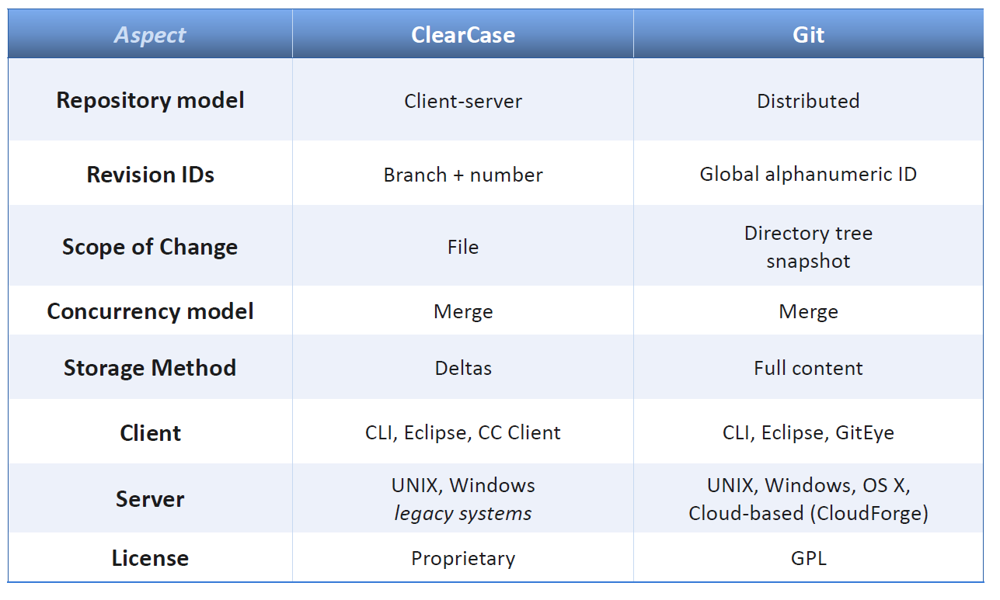 Aspect ClearCase Git
Repository model Client-server Distributed
Revision IDs Branch + number Global alphanumeric ID
Scope of Change File Directory tree
snapshot
Concurrency model Merge Merge
Storage Method Deltas Full content
Client CLI, Eclipse, CC Client CLI, Eclipse, GitEye
Server UNIX, Windows UNIX, Windows, OS X,
legacy systems Cloud-based (CloudForge)
License Proprietary GPL